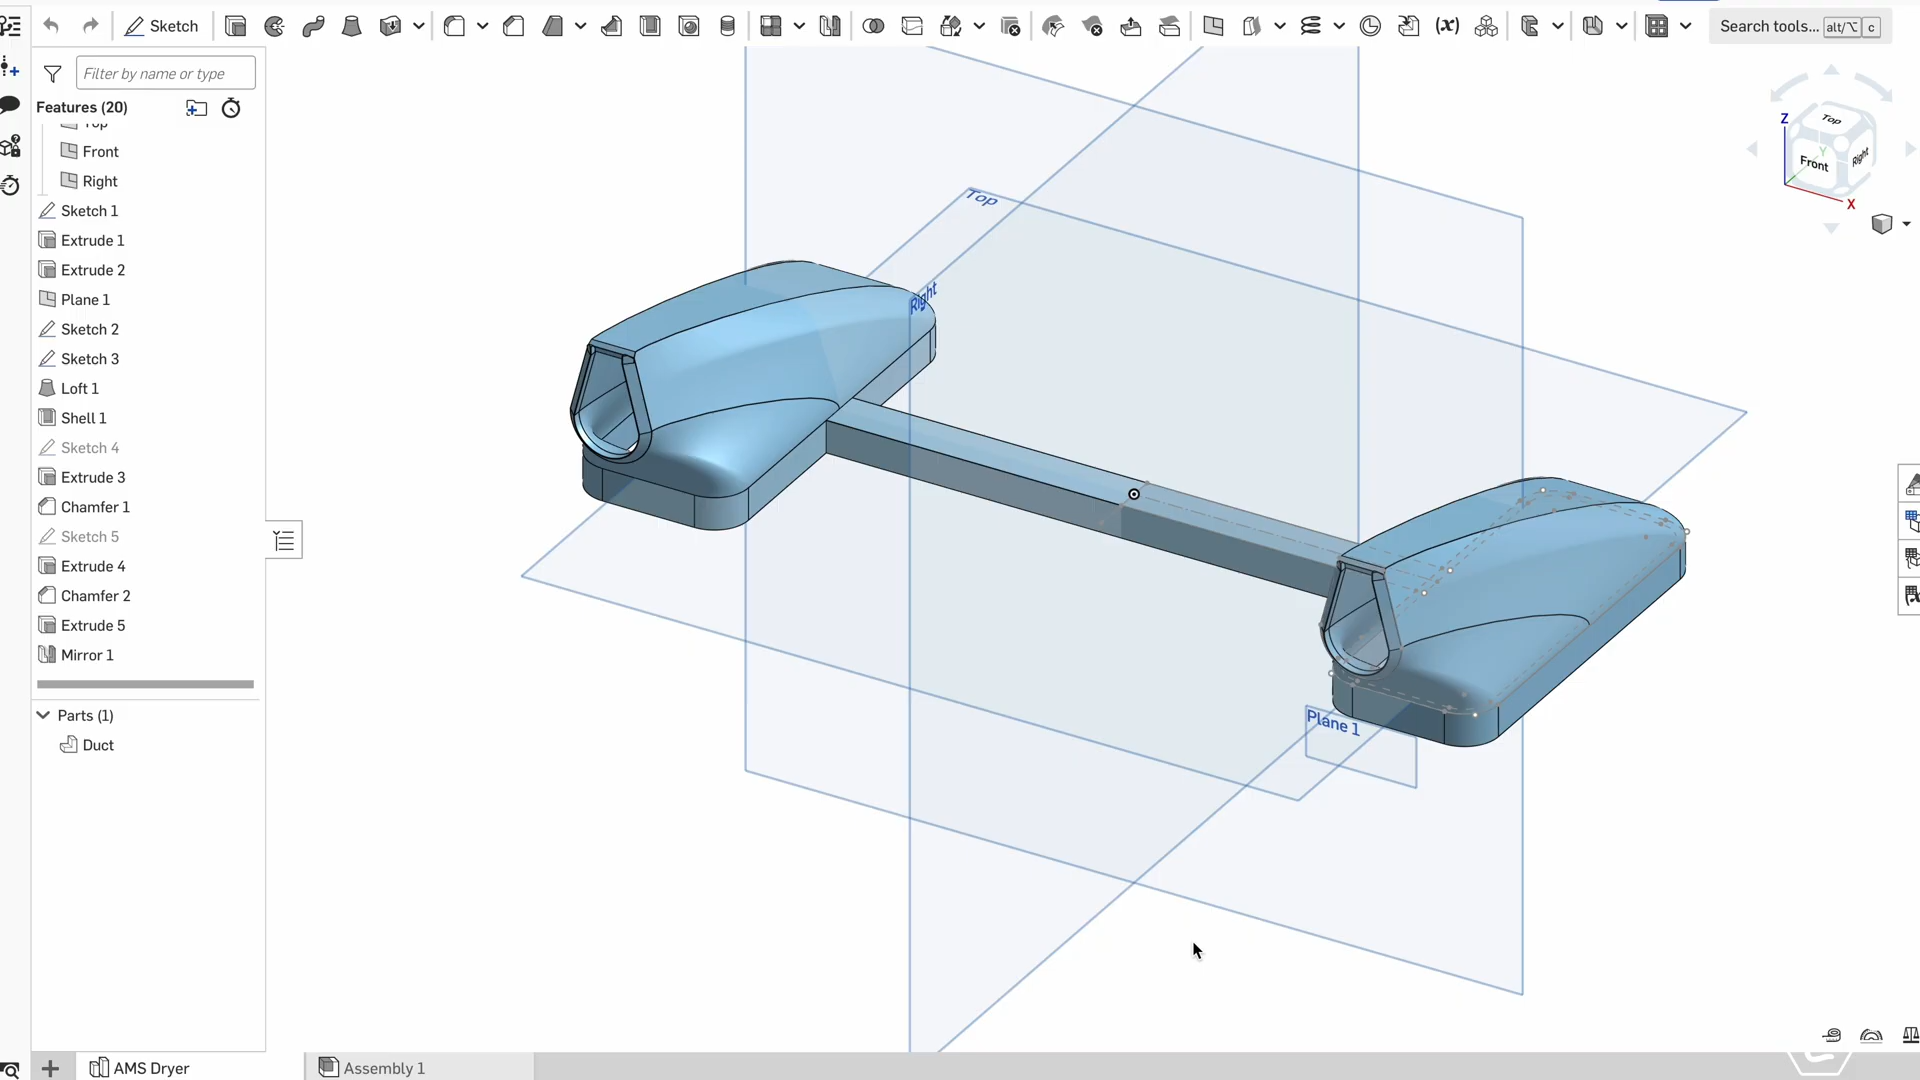 Sketch
Search tools... alt/⌥ c
Filter by name or type
Features (20)
Top
Front
Right
Sketch 1
Extrude 1
Extrude 2
Plane 1
Sketch 2
Sketch 3
Loft 1
Shell 1
Sketch 4
Extrude 3
Chamfer 1
Sketch 5
Extrude 4
Chamfer 2
Extrude 5
Mirror 1
Parts (1)
Duct
Top
Right
Plane 1
Z
Top
Y
Front
Right
X
AMS Dryer
Assembly 1